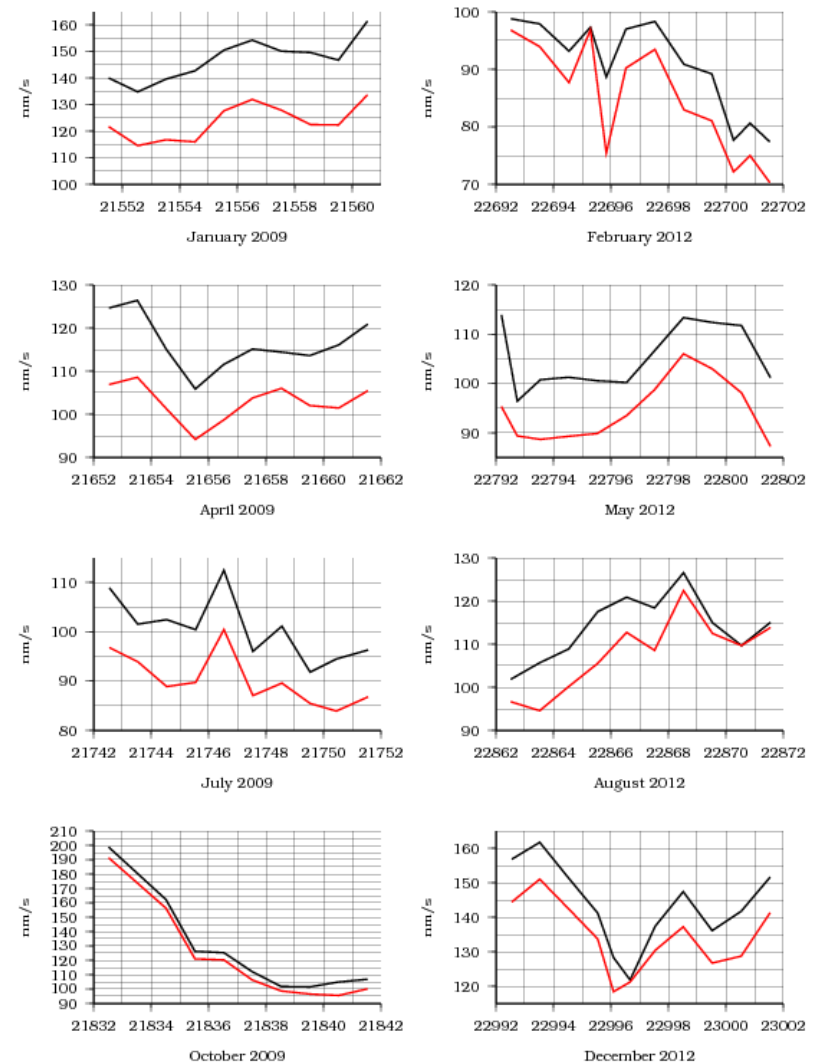 160
150
140
130
120
110
100
nm/s
21552 21554 21556 21558 21560
January 2009
100
90
80
70
nm/s
22692 22694 22696 22698 22700 22702
February 2012
130
120
110
100
90
nm/s
21652 21654 21656 21658 21660 21662
April 2009
120
110
100
90
nm/s
22792 22794 22796 22798 22800 22802
May 2012
110
100
90
80
nm/s
21742 21744 21746 21748 21750 21752
July 2009
130
120
110
100
90
nm/s
22862 22864 22866 22868 22870 22872
August 2012
210
200
190
180
170
160
150
140
130
120
110
100
90
nm/s
21832 21834 21836 21838 21840 21842
October 2009
160
150
140
130
120
nm/s
22992 22994 22996 22998 23000 23002
December 2012